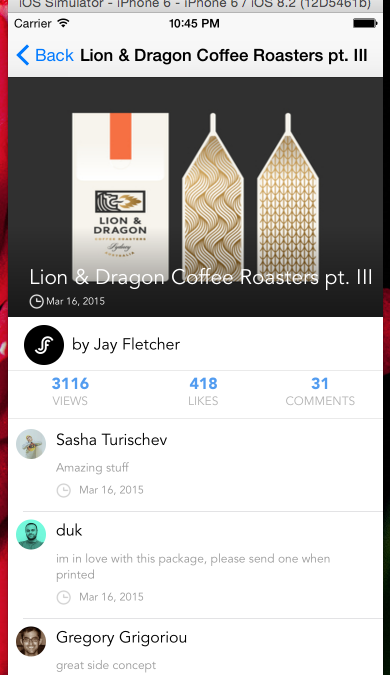 iOS Simulator - iPhone 6 - iPhone 6 / iOS 8.2 (12D5461b)
Carrier 10:45 PM
Back Lion & Dragon Coffee Roasters pt. III
LION &
DRAGON
COFFEE ROASTERS
Sydney
AUSTRALIA
Lion & Dragon Coffee Roasters pt. III
Mar 16, 2015
by Jay Fletcher
3116 418 31
VIEWS LIKES COMMENTS
Sasha Turischev
Amazing stuff
Mar 16, 2015
duk
im in love with this package, please send one when
printed
Mar 16, 2015
Gregory Grigoriou
great side concept